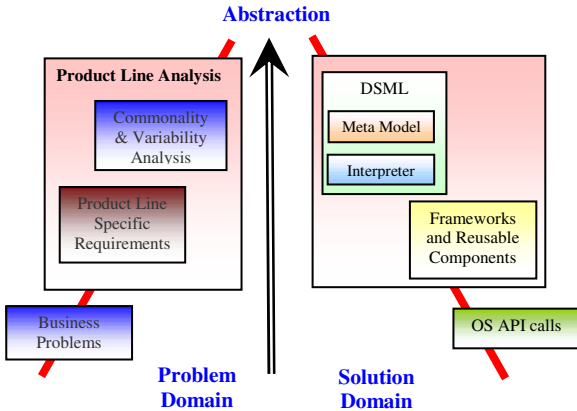 Abstraction
Product Line Analysis
Commonality
& Variability
Analysis
Product Line
Specific
Requirements
Business
Problems
Problem
Domain
DSML
Meta Model
Interpreter
Frameworks
and Reusable
Components
OS API calls
Solution
Domain